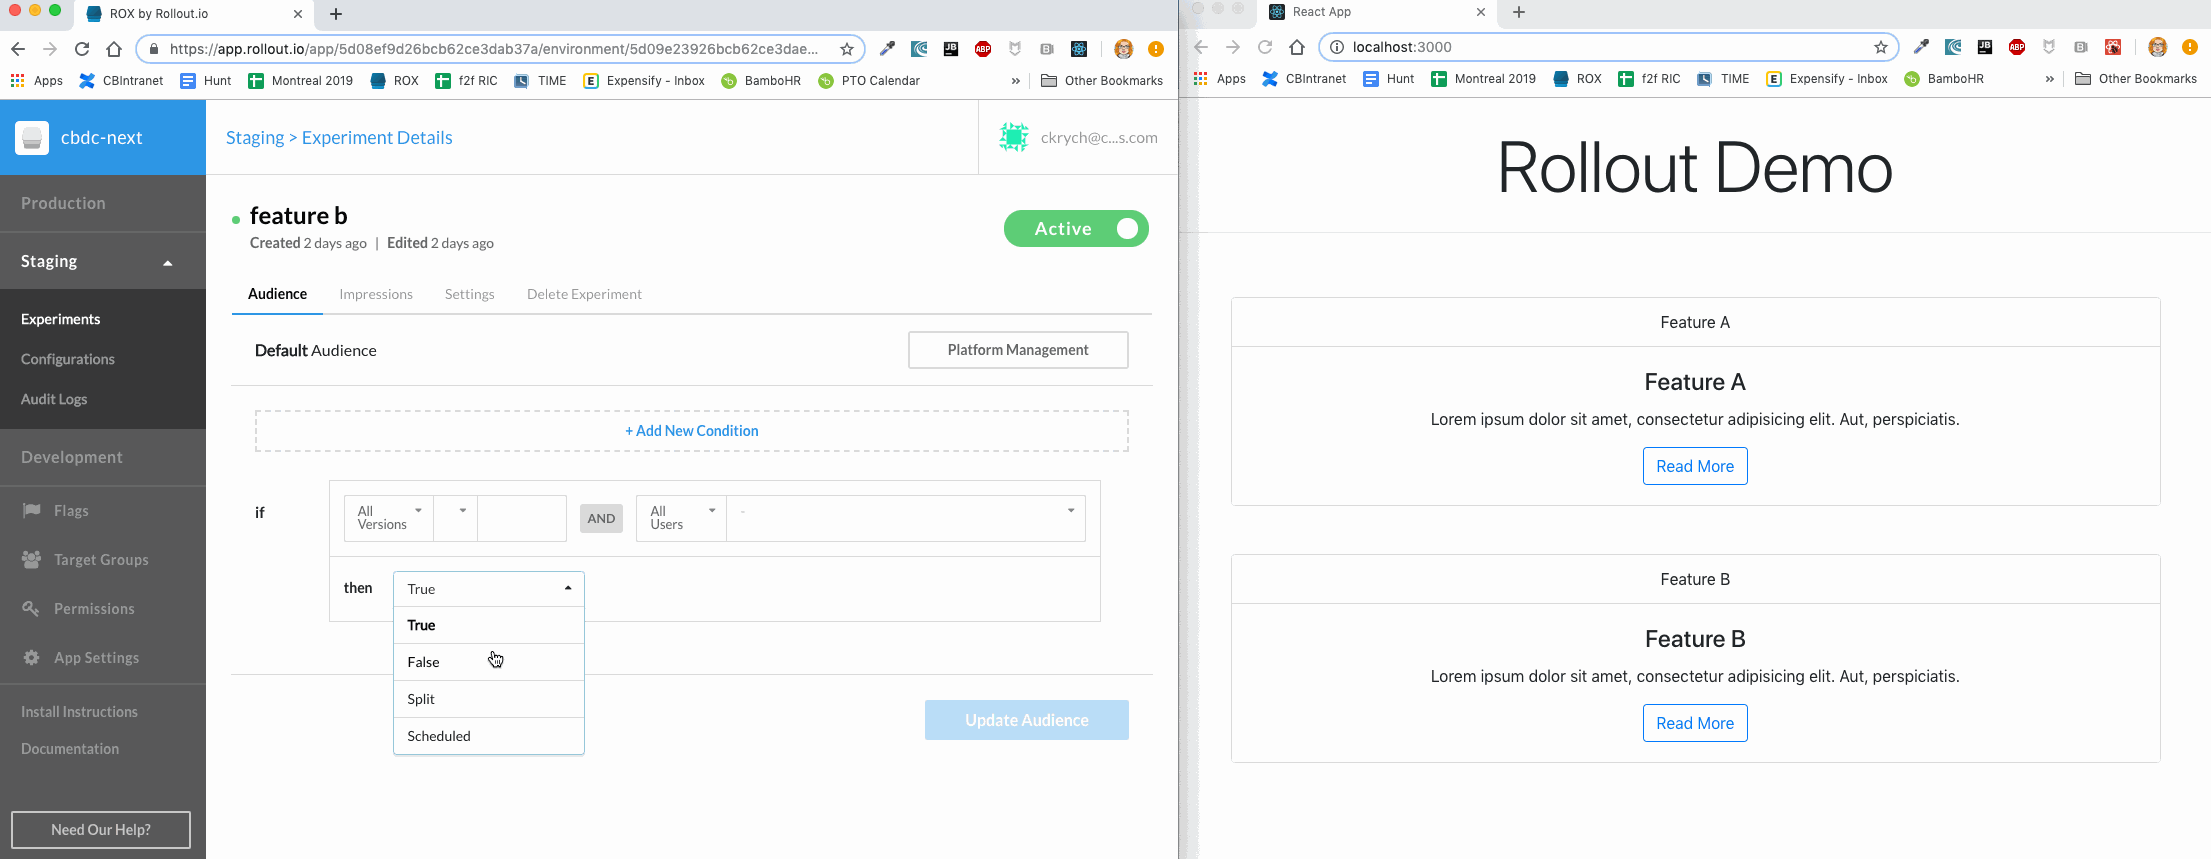 ROX by Rollout.io
https://app.rollout.io/app/5d08ef9d26bcb62ce3dab37a/environment/5d09e23926bcb62ce3dae...
JB
ABP
Apps CBIntranet Hunt Montreal 2019 ROX f2f RIC TIME Expensify - Inbox BamboHR PTO Calendar » Other Bookmarks
cbdc-next
Staging > Experiment Details
ckrych@c...s.com
Production
Staging
Experiments
Configurations
Audit Logs
Development
Flags
Target Groups
Permissions
App Settings
Install Instructions
Documentation
Need Our Help?
feature b
Created 2 days ago | Edited 2 days ago
Active
Audience Impressions Settings Delete Experiment
Default Audience
Platform Management
+ Add New Condition
if
All Versions
AND
All Users
-
then
True
True
False
Split
Scheduled
Update Audience
React App
localhost:3000
JB
ABP
Apps CBIntranet Hunt Montreal 2019 ROX f2f RIC TIME Expensify - Inbox BamboHR » Other Bookmarks
Rollout Demo
Feature A
Feature A
Lorem ipsum dolor sit amet, consectetur adipisicing elit. Aut, perspiciatis.
Read More
Feature B
Feature B
Lorem ipsum dolor sit amet, consectetur adipisicing elit. Aut, perspiciatis.
Read More